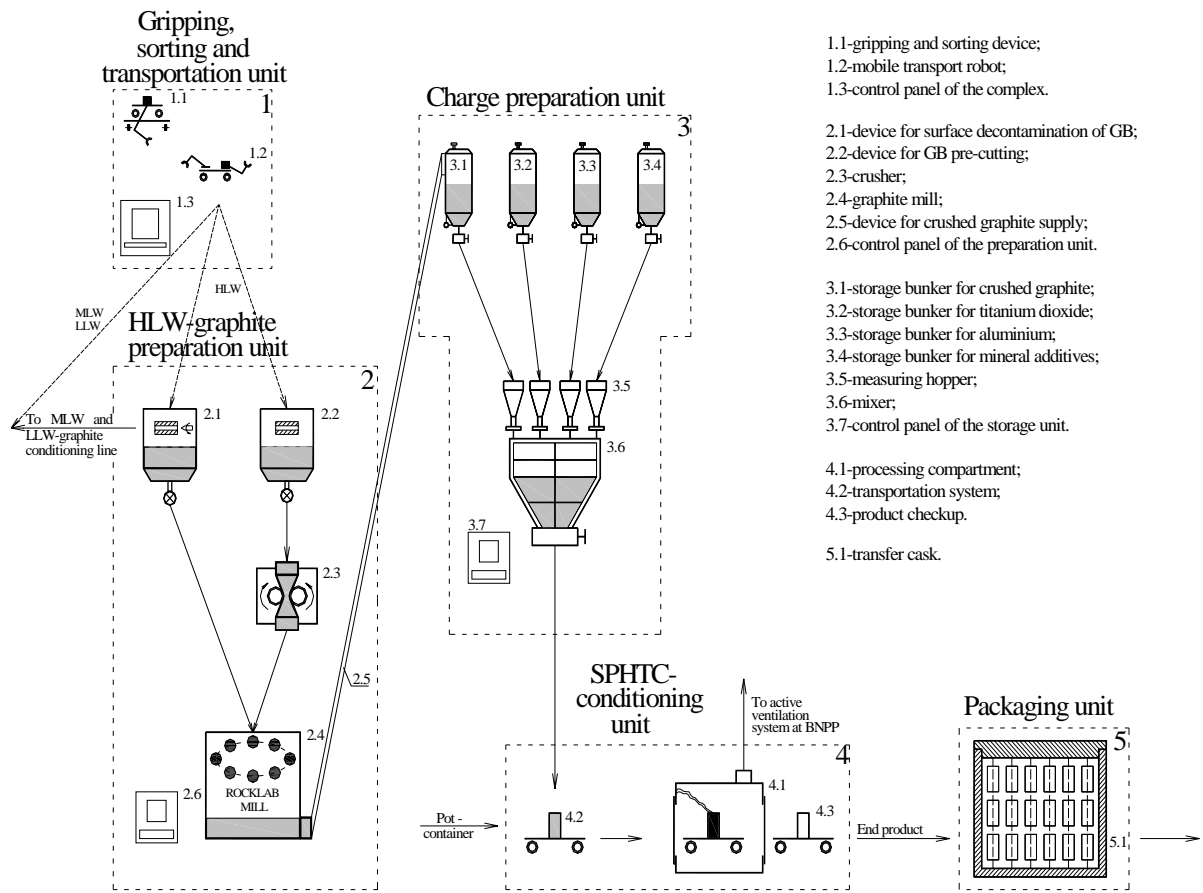 Gripping,
sorting and
transportation unit
1
1.1
1.2
1.3
HLW
MLW
LLW
HLW-graphite
preparation unit
2
2.1
2.2
To MLW and
LLW-graphite
conditioning line
2.3
2.4
ROCKLAB
MILL
2.5
2.6
Charge preparation unit
3
3.1
3.2
3.3
3.4
3.5
3.6
3.7
SPHTC-
conditioning
unit
To active
ventilation
system at BNPP
4
4.1
4.2
4.3
Pot -
container
End product
Packaging unit
5
5.1
1.1-gripping and sorting device;
1.2-mobile transport robot;
1.3-control panel of the complex.
2.1-device for surface decontamination of GB;
2.2-device for GB pre-cutting;
2.3-crusher;
2.4-graphite mill;
2.5-device for crushed graphite supply;
2.6-control panel of the preparation unit.
3.1-storage bunker for crushed graphite;
3.2-storage bunker for titanium dioxide;
3.3-storage bunker for aluminium;
3.4-storage bunker for mineral additives;
3.5-measuring hopper;
3.6-mixer;
3.7-control panel of the storage unit.
4.1-processing compartment;
4.2-transportation system;
4.3-product checkup.
5.1-transfer cask.